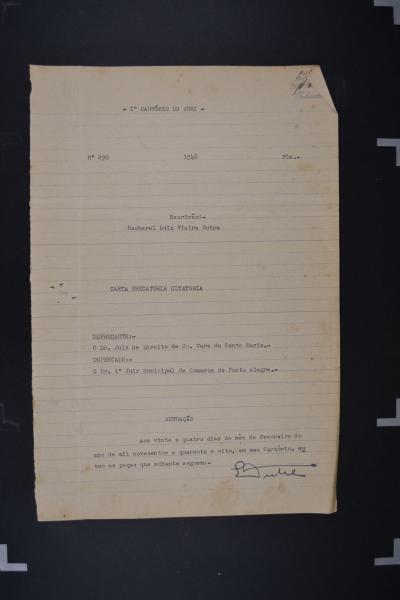 - 1º CARTÓRIO DO JURI -
Nº 290 1948 Fls.-
Escrivão:-
Bacharel Luiz Vieira Dutra
CARTA PRECATORIA CITATORIA
DEPRECANTE:-
O Dr. Juiz de Direito da 2a. Vara de Santa Maria.-
DEPRECADO:-
O Dr. 1º Juiz Municipal da Comarca de Porto Alegre.-
AUTUAÇÃO
Aos vinte e quatro dias do mês de fevereiro do
ano de mil novecentos e quarenta e oito, em meu Cartório, au
tuo as peças que adiante seguem:-